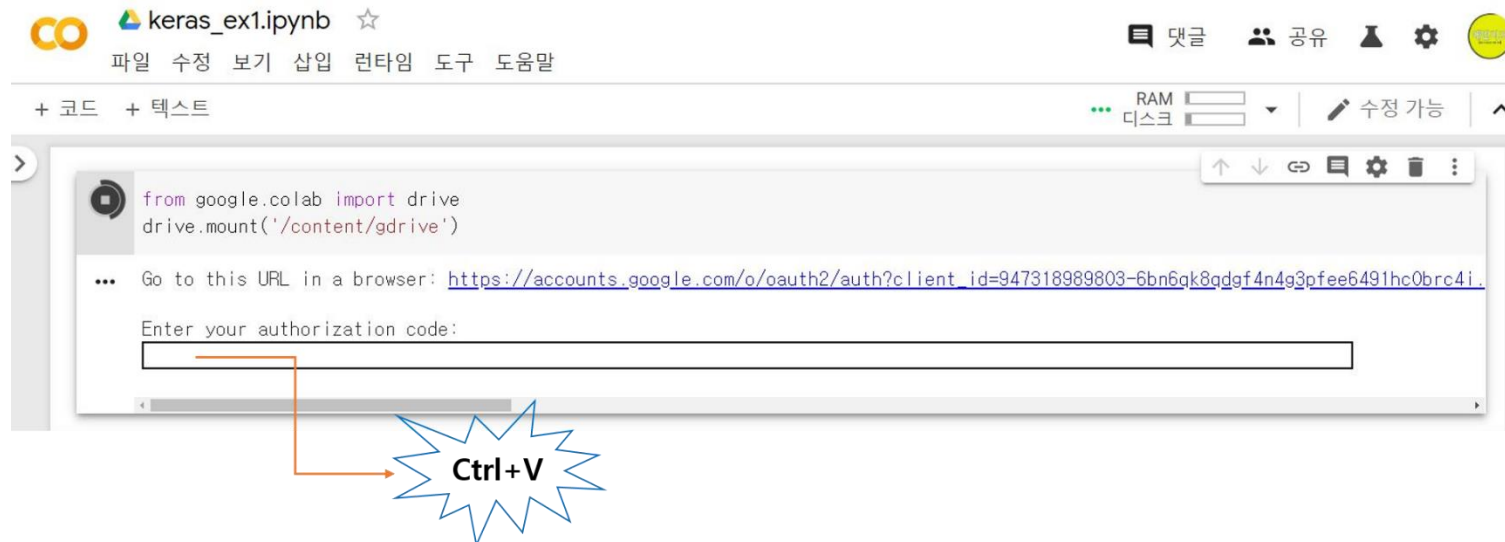 keras_ex1.ipynb
댓글 공유
파일 수정 보기 삽입 런타임 도구 도움말
+ 코드 + 텍스트
RAM
디스크
수정 가능
from google.colab import drive
drive.mount('/content/gdrive')
Go to this URL in a browser: https://accounts.google.com/o/oauth2/auth?client_id=947318989803-6bn6qk8qdgf4n4g3pfee6491hc0brc4i.
Enter your authorization code:
Ctrl+V